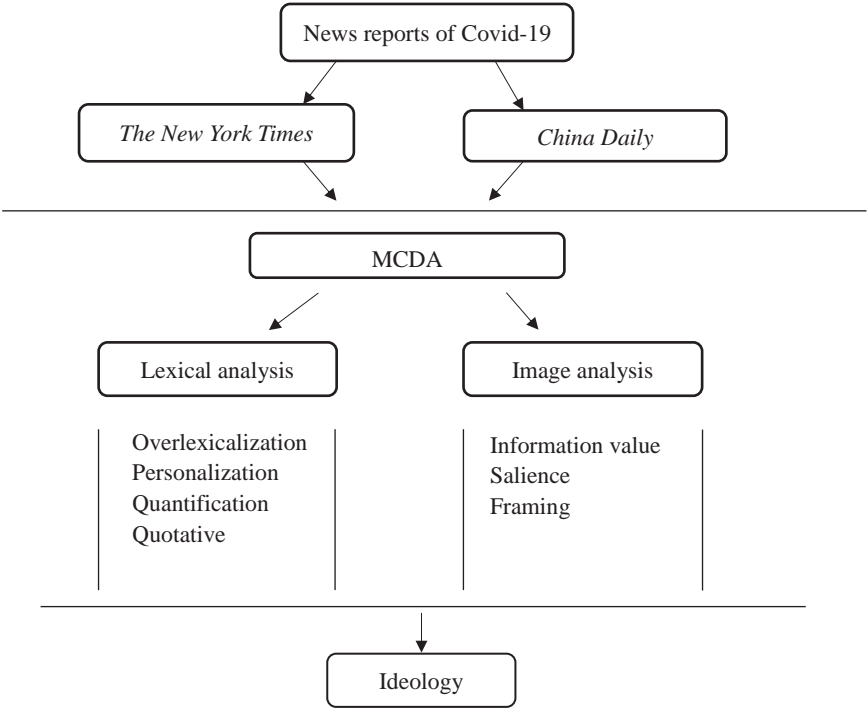 News reports of Covid-19
The New York Times
China Daily
MCDA
Lexical analysis
Image analysis
Overlexicalization
Personalization
Quantification
Quotative
Information value
Salience
Framing
Ideology